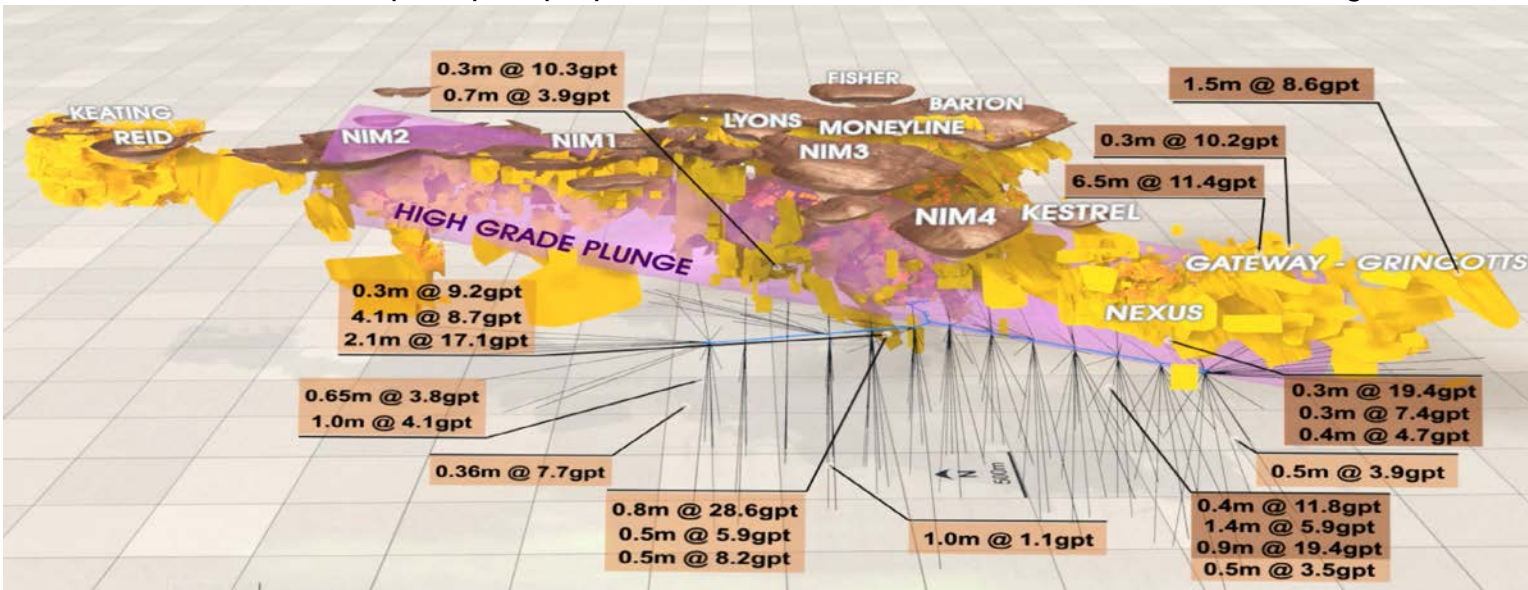 0.3m @ 10.3gpt
0.7m @ 3.9gpt
FISHER
1.5m @ 8.6gpt
KEATING
REID
NIM2
NIM1
LYONS
MONEYLINE
BARTON
NIM3
0.3m @ 10.2gpt
6.5m @ 11.4gpt
HIGH GRADE PLUNGE
NIM4
KESTREL
GATEWAY - GRINGOTTS
NEXUS
0.3m @ 9.2gpt
4.1m @ 8.7gpt
2.1m @ 17.1gpt
0.65m @ 3.8gpt
1.0m @ 4.1gpt
0.36m @ 7.7gpt
0.8m @ 28.6gpt
0.5m @ 5.9gpt
0.5m @ 8.2gpt
1.0m @ 1.1gpt
N
500m
0.3m @ 19.4gpt
0.3m @ 7.4gpt
0.4m @ 4.7gpt
0.5m @ 3.9gpt
0.4m @ 11.8gpt
1.4m @ 5.9gpt
0.9m @ 19.4gpt
0.5m @ 3.5gpt